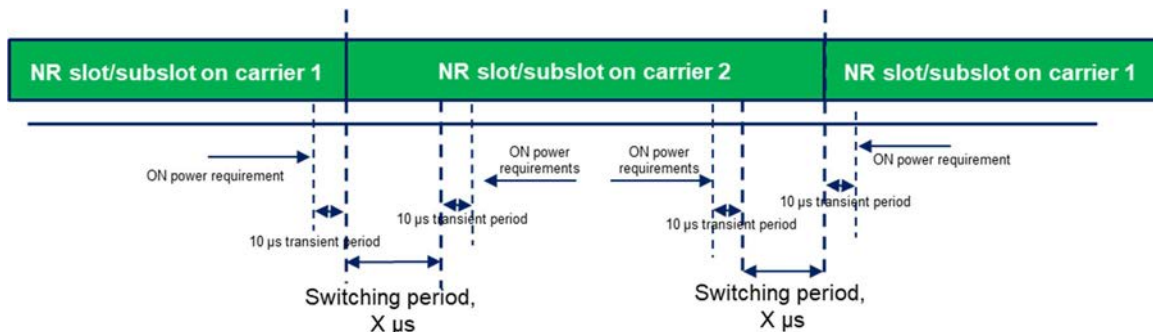 NR slot/subslot on carrier 1
NR slot/subslot on carrier 2
NR slot/subslot on carrier 1
ON power requirement
ON power
requirements
ON power
requirements
ON power requirement
10 µs transient period
10 µs transient period
10 µs transient period
10 µs transient period
Switching period,
X µs
Switching period,
X µs